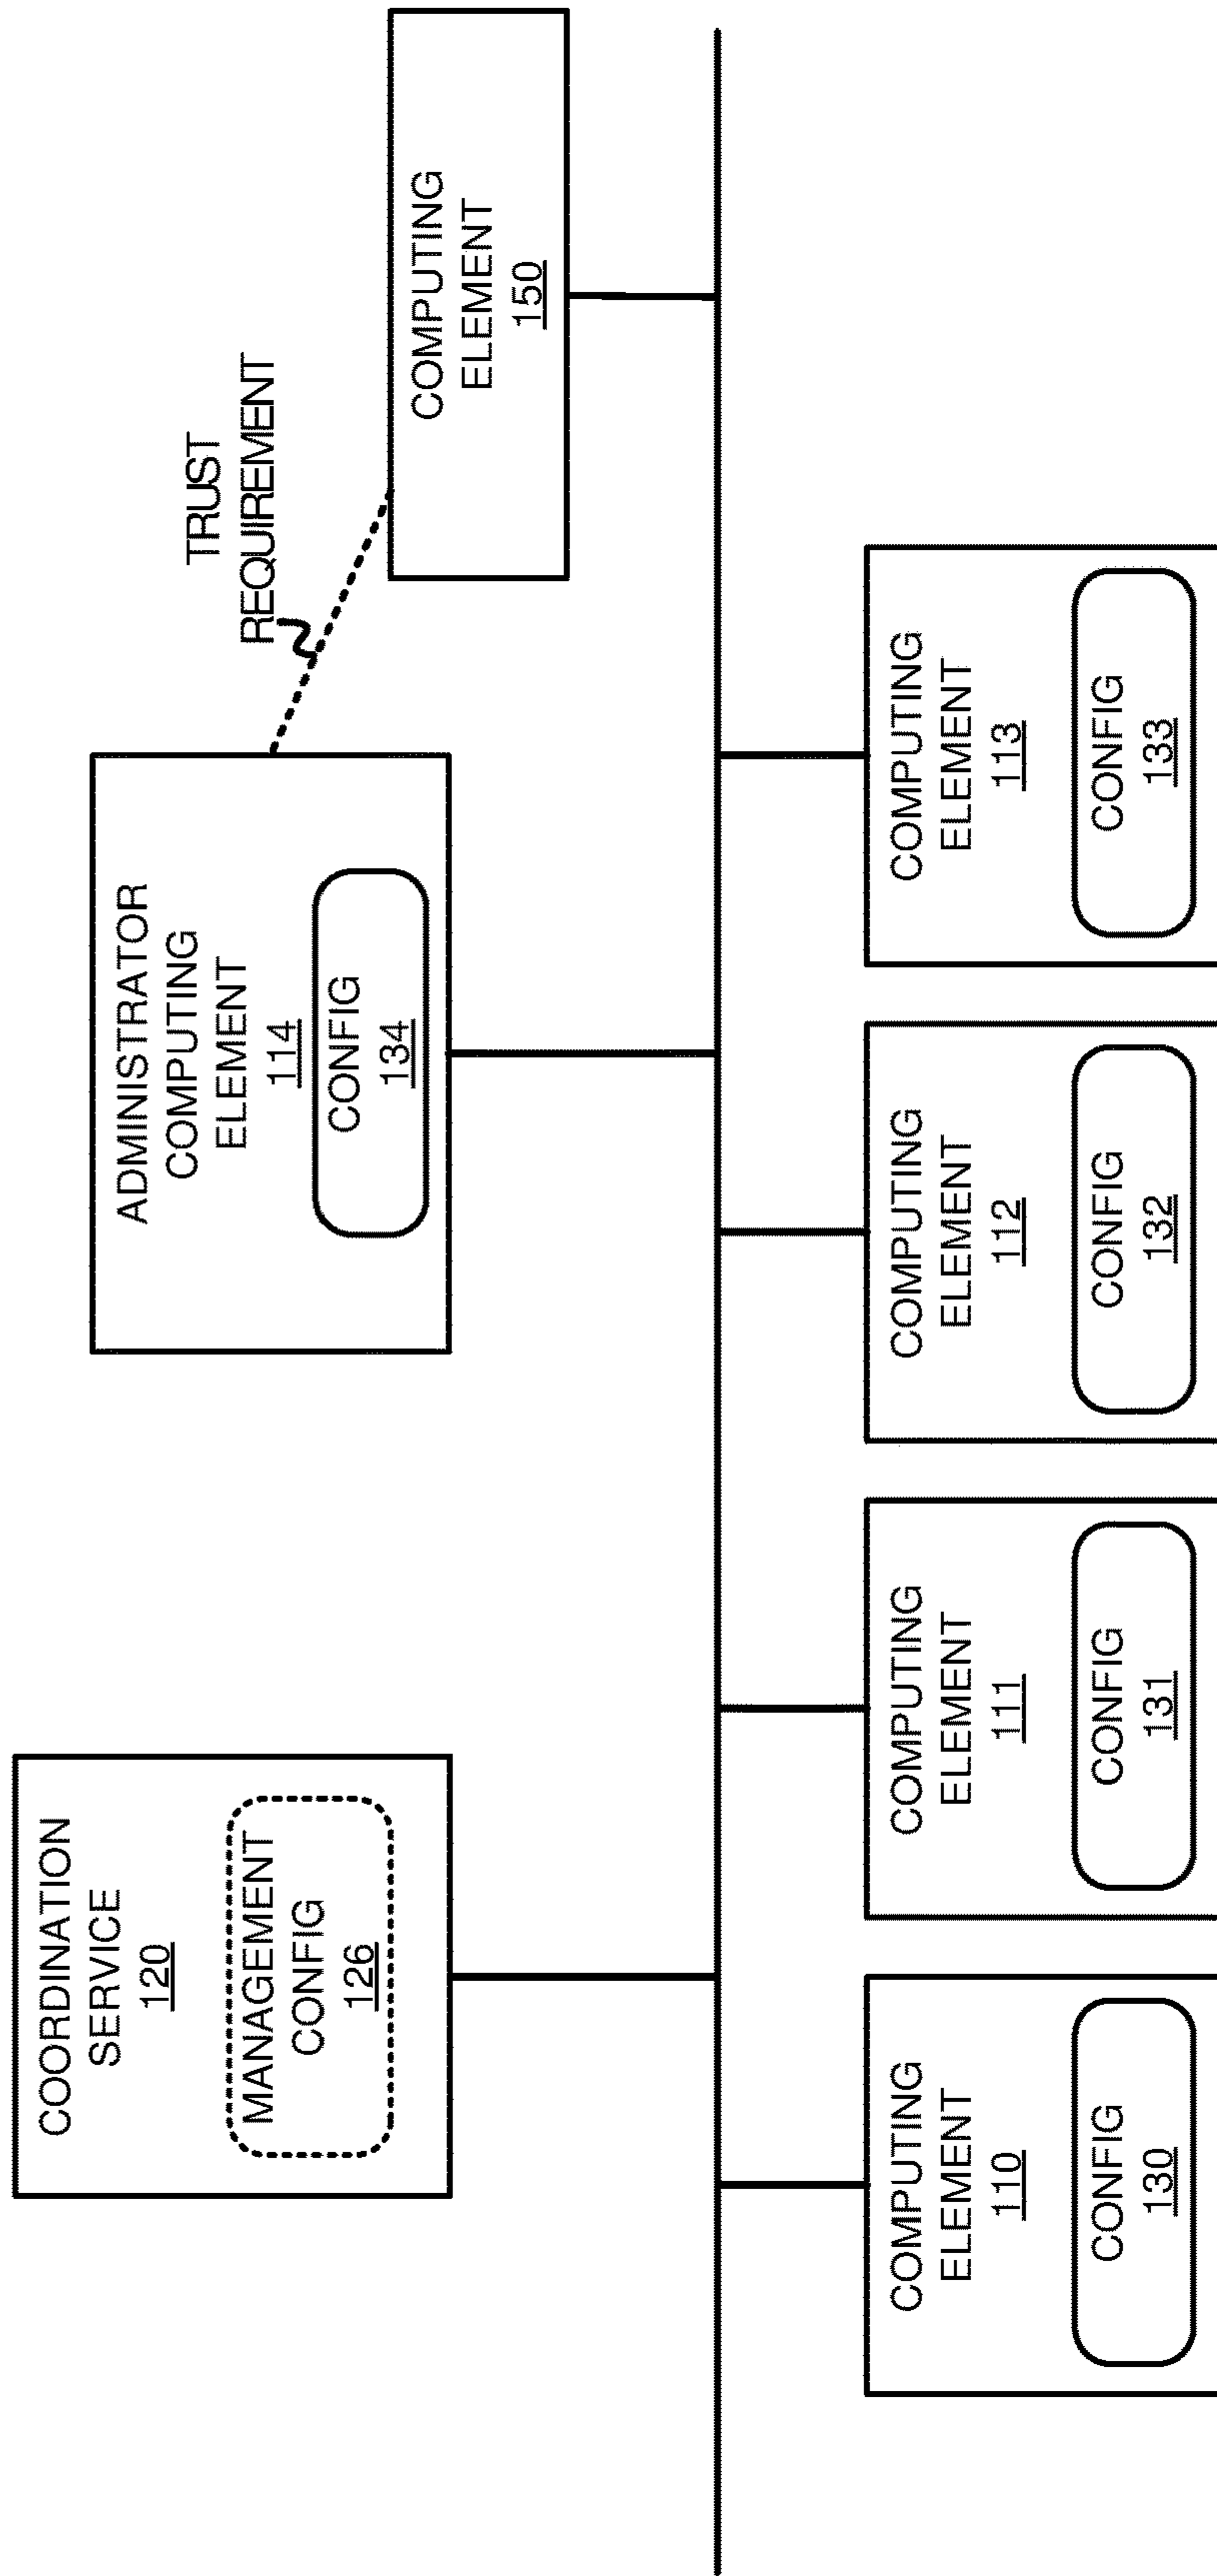 COORDINATION
SERVICE
120
MANAGEMENT
CONFIG
126
ADMINISTRATOR
COMPUTING
ELEMENT
114
CONFIG
134
TRUST
REQUIREMENT
COMPUTING
ELEMENT
150
COMPUTING
ELEMENT
110
CONFIG
130
COMPUTING
ELEMENT
111
CONFIG
131
COMPUTING
ELEMENT
112
CONFIG
132
COMPUTING
ELEMENT
113
CONFIG
133